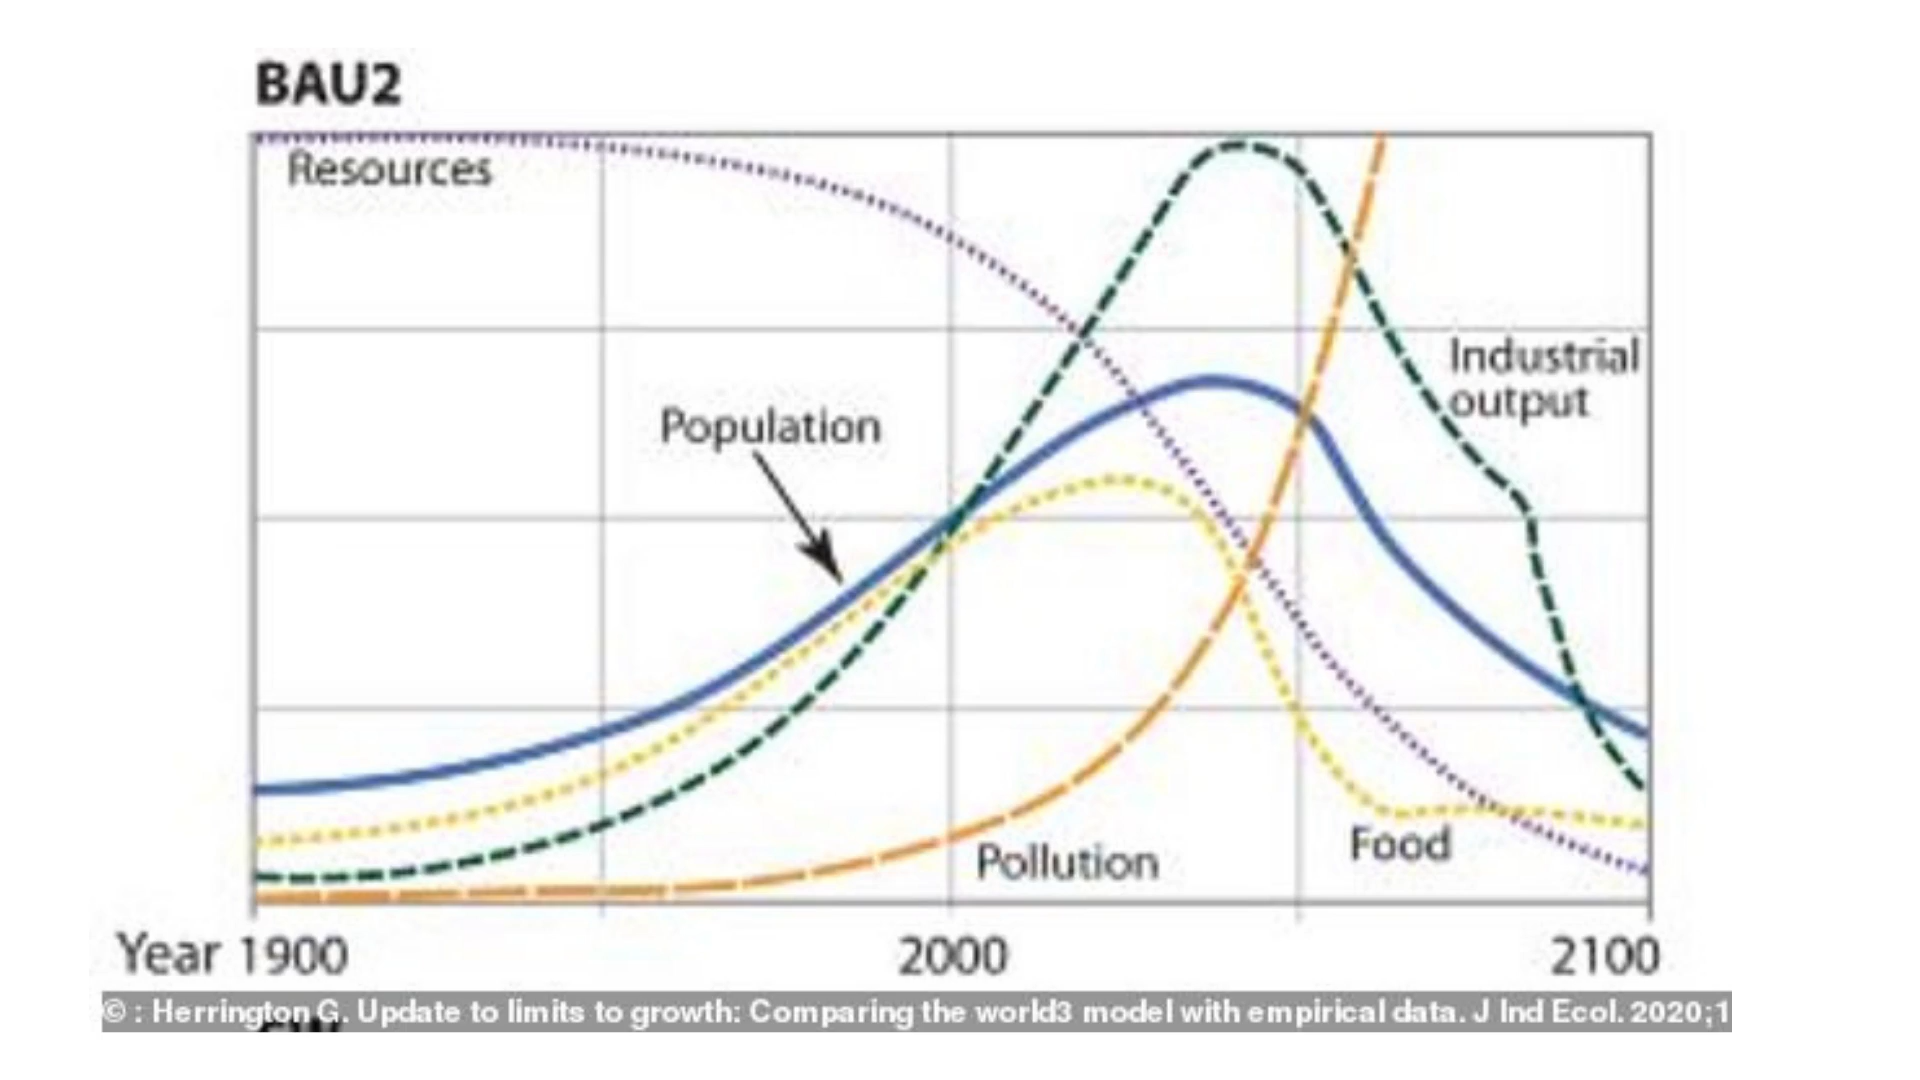 BAU2
Resources
Industrial
output
Population
Pollution
Food
Year 1900
2000
2100
© : Herrington G. Update to limits to growth: Comparing the world3 model with empirical data. J Ind Ecol. 2020;1